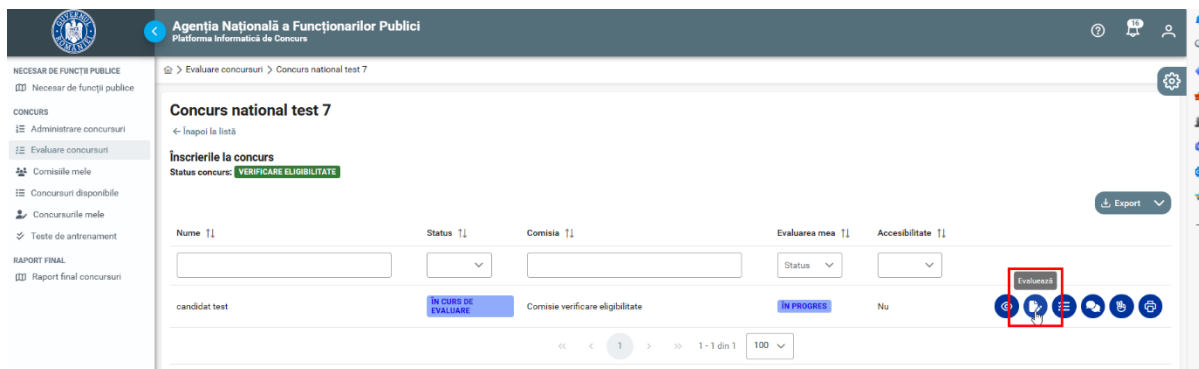 GUVERNUL ROMÂNIEI
Agenția Națională a Funcționarilor Publici
Platforma Informatică de Concurs
16
NECESAR DE FUNCȚII PUBLICE
Necesar de funcții publice
CONCURS
Administrare concursuri
Evaluare concursuri
Comisiile mele
Concursuri disponibile
Concursurile mele
Teste de antrenament
RAPORT FINAL
Raport final concursuri
> Evaluare concursuri > Concurs national test 7
Concurs national test 7
← Înapoi la listă
Înscrierile la concurs
Status concurs: VERIFICARE ELIGIBILITATE
Export
Nume ↑↓ Status ↑↓ Comisia ↑↓ Evaluarea mea ↑↓ Accesibilitate ↑↓
Status
Evaluează
candidat test ÎN CURS DE EVALUARE Comisie verificare eligibilitate ÎN PROGRES Nu
<< < 1 > >> 1 - 1 din 1 100